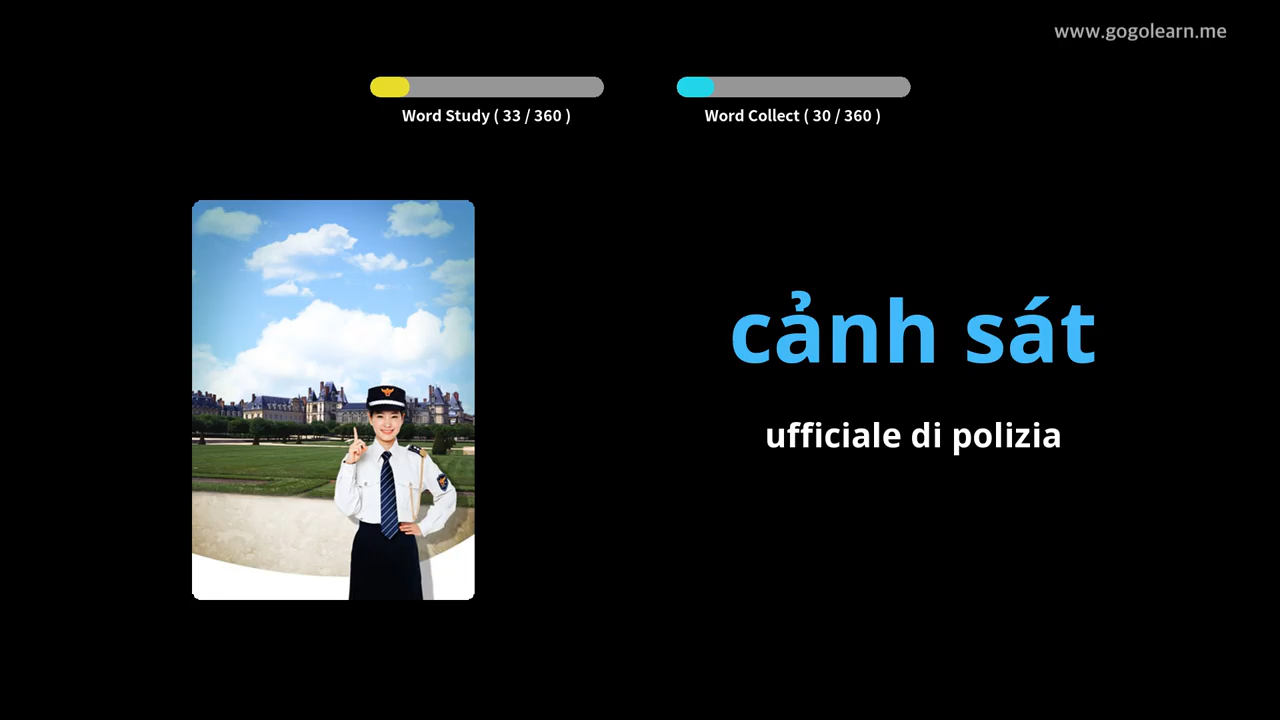 www.gogolearn.me
Word Study ( 33 / 360 )
Word Collect ( 30 / 360 )
cảnh sát
ufficiale di polizia